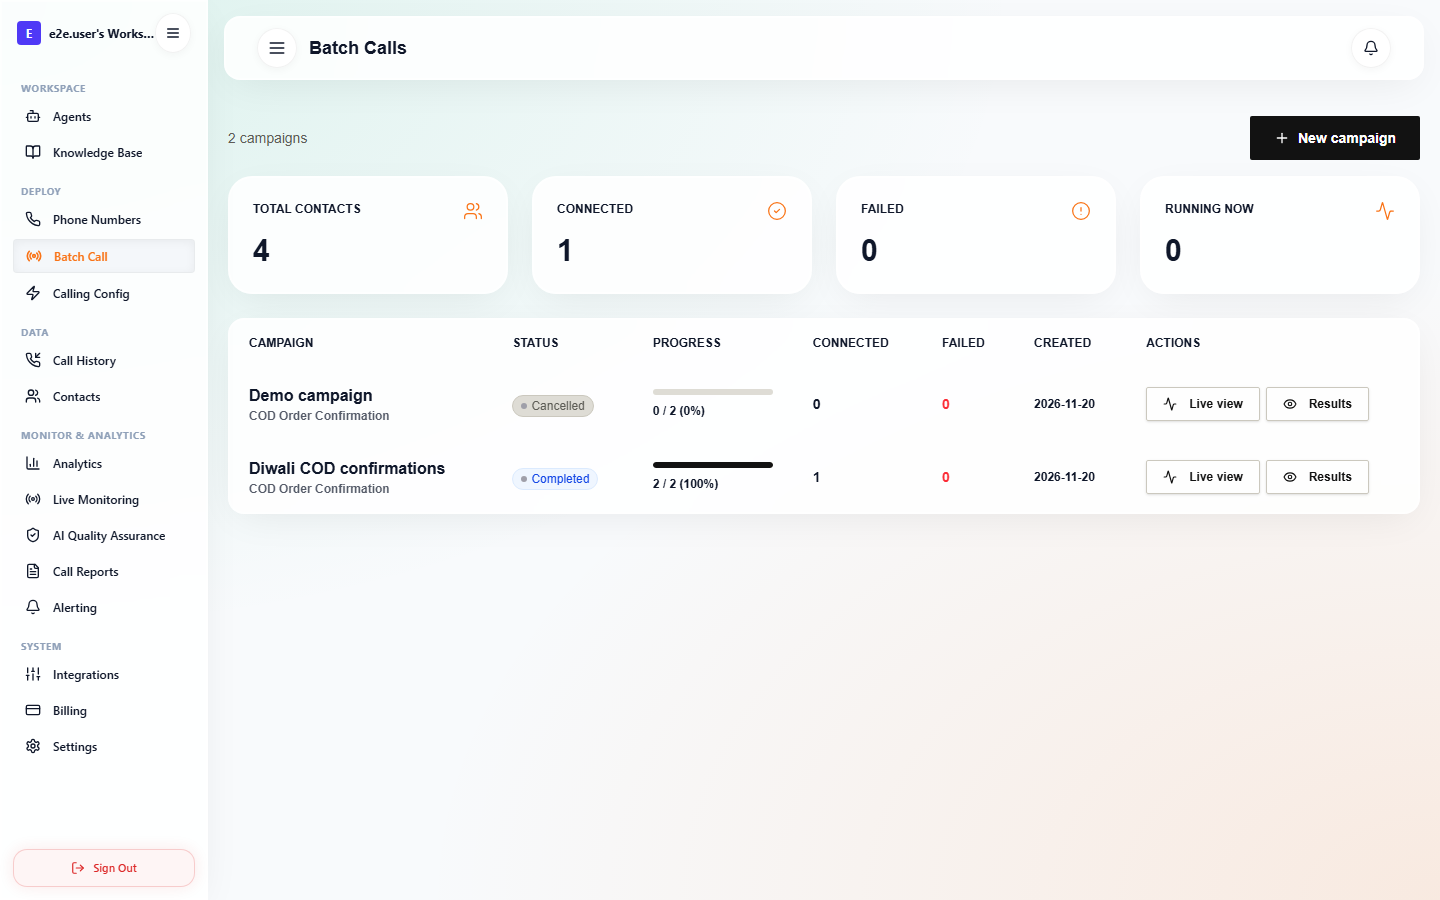 E
e2e.user's Works...
WORKSPACE
Agents
Knowledge Base
DEPLOY
Phone Numbers
Batch Call
Calling Config
DATA
Call History
Contacts
MONITOR & ANALYTICS
Analytics
Live Monitoring
AI Quality Assurance
Call Reports
Alerting
SYSTEM
Integrations
Billing
Settings
Sign Out
Batch Calls
2 campaigns
New campaign
TOTAL CONTACTS
4
CONNECTED
1
FAILED
0
RUNNING NOW
0
CAMPAIGN STATUS PROGRESS CONNECTED FAILED CREATED ACTIONS
Demo campaign
COD Order Confirmation
Cancelled
0 / 2 (0%)
0
0
2026-11-20
Live view
Results
Diwali COD confirmations
COD Order Confirmation
Completed
2 / 2 (100%)
1
0
2026-11-20
Live view
Results